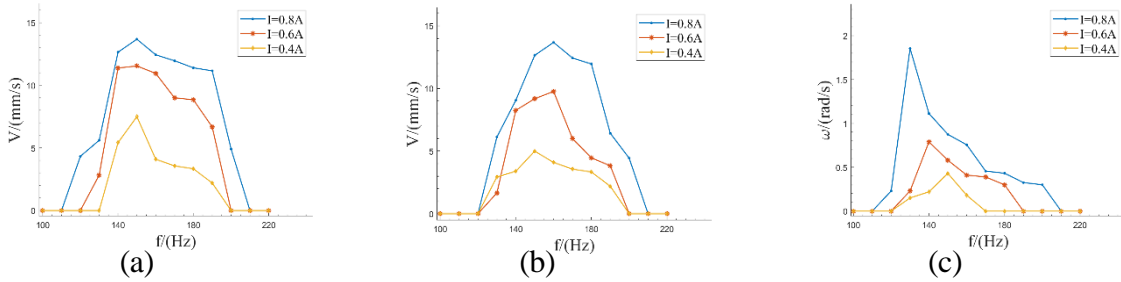 I=0.8A
I=0.6A
I=0.4A
15
10
5
0
V/(mm/s)
100
140
180
220
f/(Hz)
(a)
I=0.8A
I=0.6A
I=0.4A
15
10
5
0
V/(mm/s)
100
140
180
220
f/(Hz)
(b)
I=0.8A
I=0.6A
I=0.4A
2
1.5
1
0.5
0
ω/(rad/s)
100
140
180
220
f/(Hz)
(c)